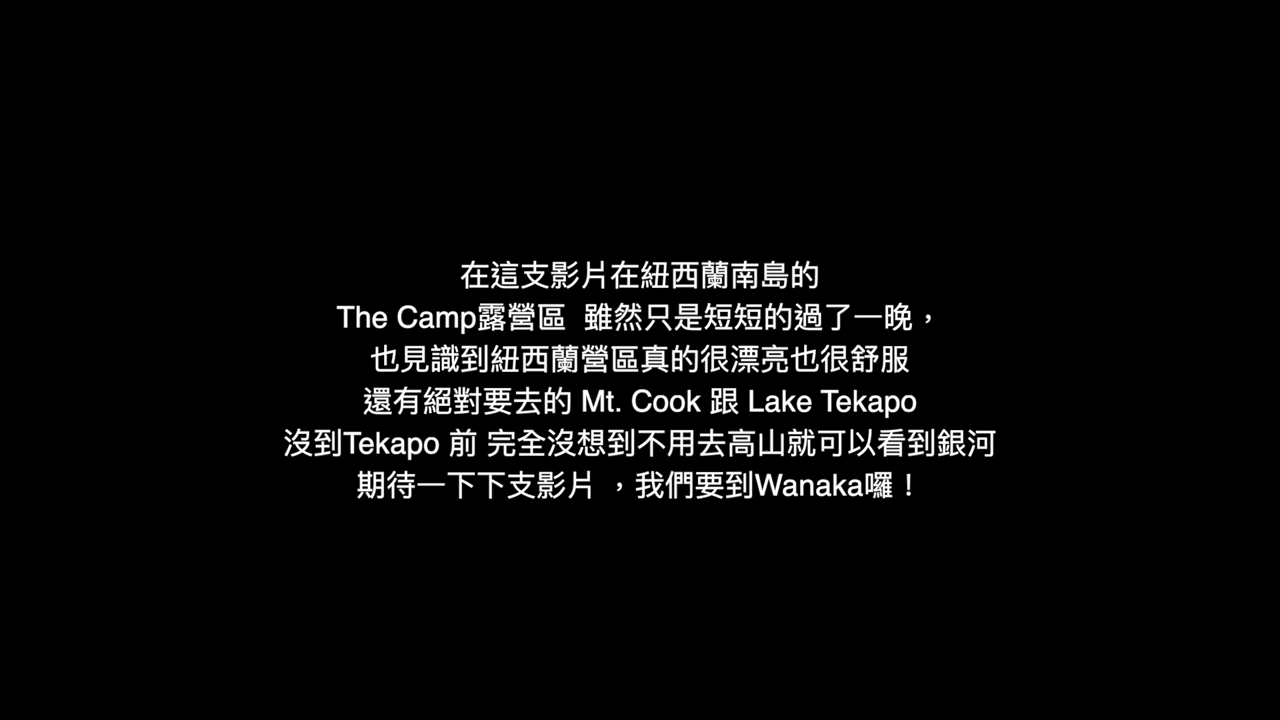 在這支影片在紐西蘭南島的
The Camp露營區 雖然只是短短的過了一晚，
也見識到紐西蘭營區真的很漂亮也很舒服
還有絕對要去的 Mt. Cook 跟 Lake Tekapo
沒到Tekapo 前 完全沒想到不用去高山就可以看到銀河
期待一下下支影片 ，我們要到Wanaka囉！